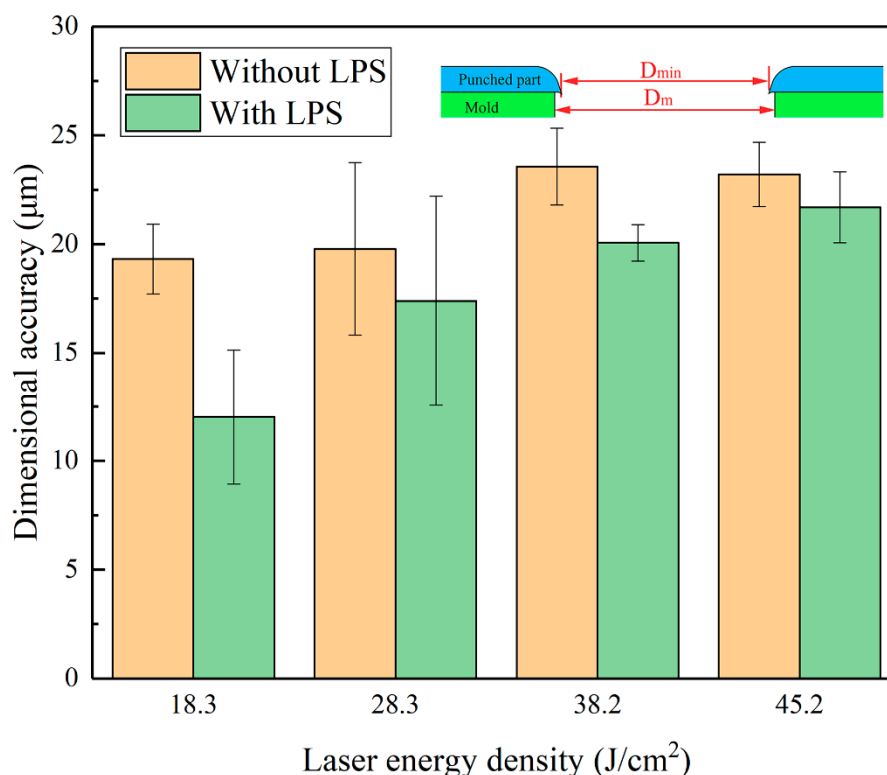 30
25
20
15
10
5
0
Dimensional accuracy (μm)
Without LPS
With LPS
Punched part
Mold
Dmin
Dm
18.3
28.3
38.2
45.2
Laser energy density (J/cm²)